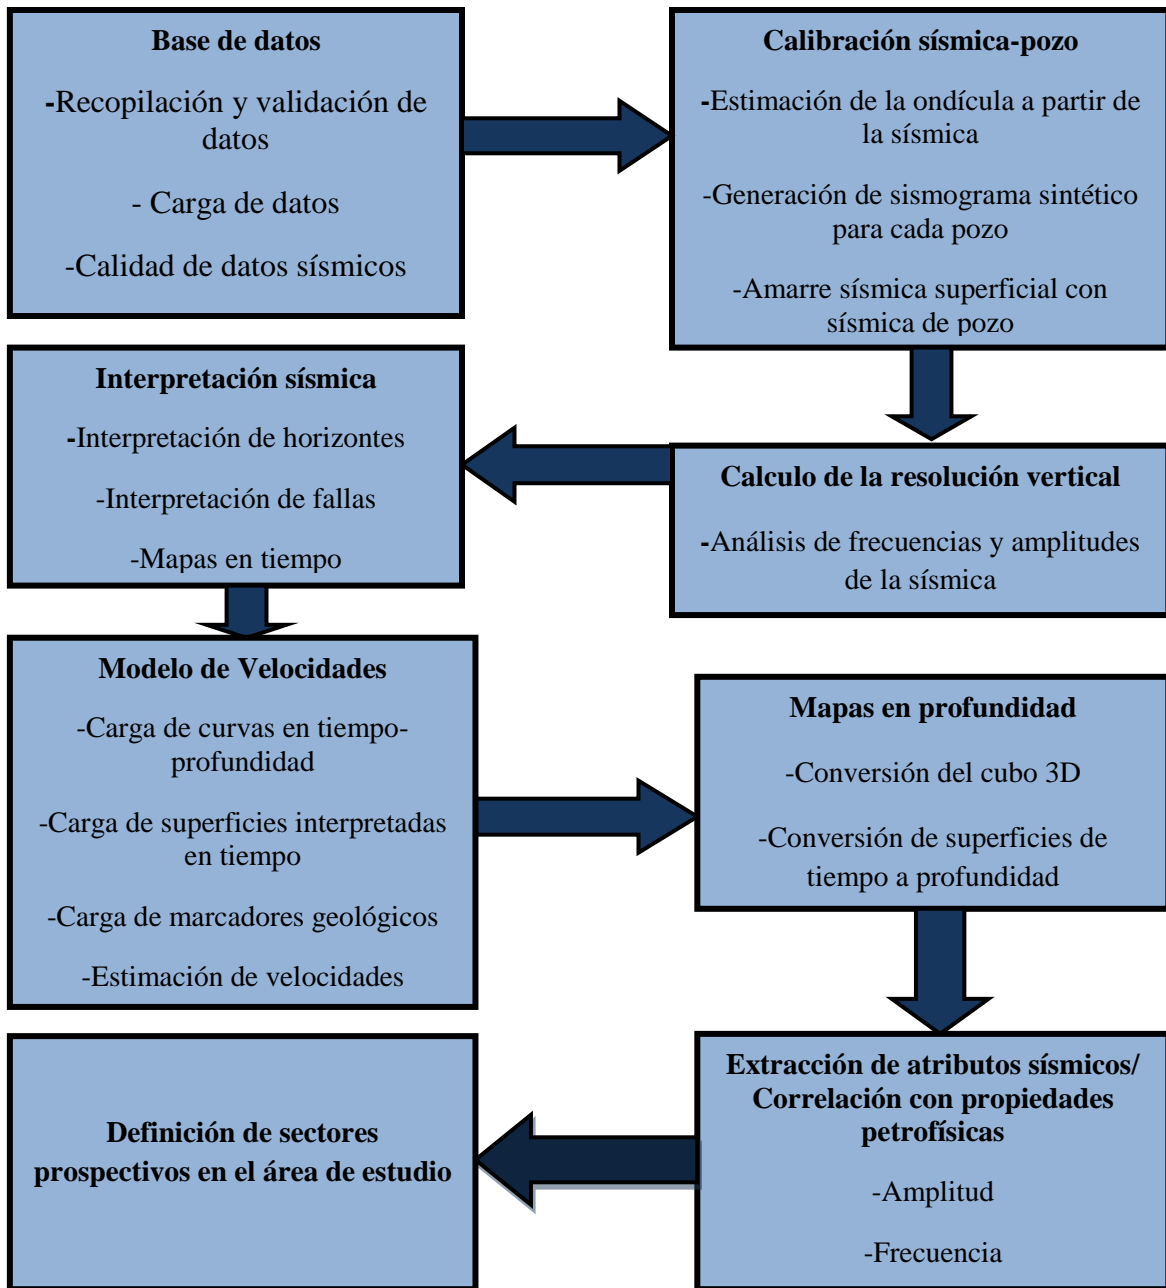 Base de datos
-Recopilación y validación de
datos
- Carga de datos
-Calidad de datos sísmicos
Calibración sísmica-pozo
-Estimación de la ondícula a partir de
la sísmica
-Generación de sismograma sintético
para cada pozo
-Amarre sísmica superficial con
sísmica de pozo
Calculo de la resolución vertical
-Análisis de frecuencias y amplitudes
de la sísmica
Interpretación sísmica
-Interpretación de horizontes
-Interpretación de fallas
-Mapas en tiempo
Modelo de Velocidades
-Carga de curvas en tiempo-
profundidad
-Carga de superficies interpretadas
en tiempo
-Carga de marcadores geológicos
-Estimación de velocidades
Mapas en profundidad
-Conversión del cubo 3D
-Conversión de superficies de
tiempo a profundidad
Extracción de atributos sísmicos/
Correlación con propiedades
petrofísicas
-Amplitud
-Frecuencia
Definición de sectores
prospectivos en el área de estudio